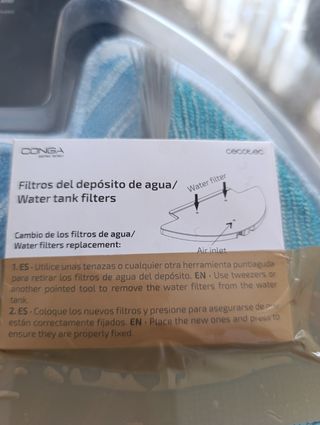 CONGA
cecotec
Filtros del depósito de agua/
Water tank filters
Water filter
Cambio de los filtros de agua/
Water filters replacement:
Air inlet
1. ES · Utilice unas tenazas o cualquier otra herramienta puntiaguda
para retirar los filtros de agua del depósito. EN · Use tweezers or
another pointed tool to remove the water filters from the water
tank.
2. ES · Coloque los nuevos filtros y presione para asegurarse de que
están correctamente fijados. EN · Place the new ones and press to
ensure they are properly fixed.